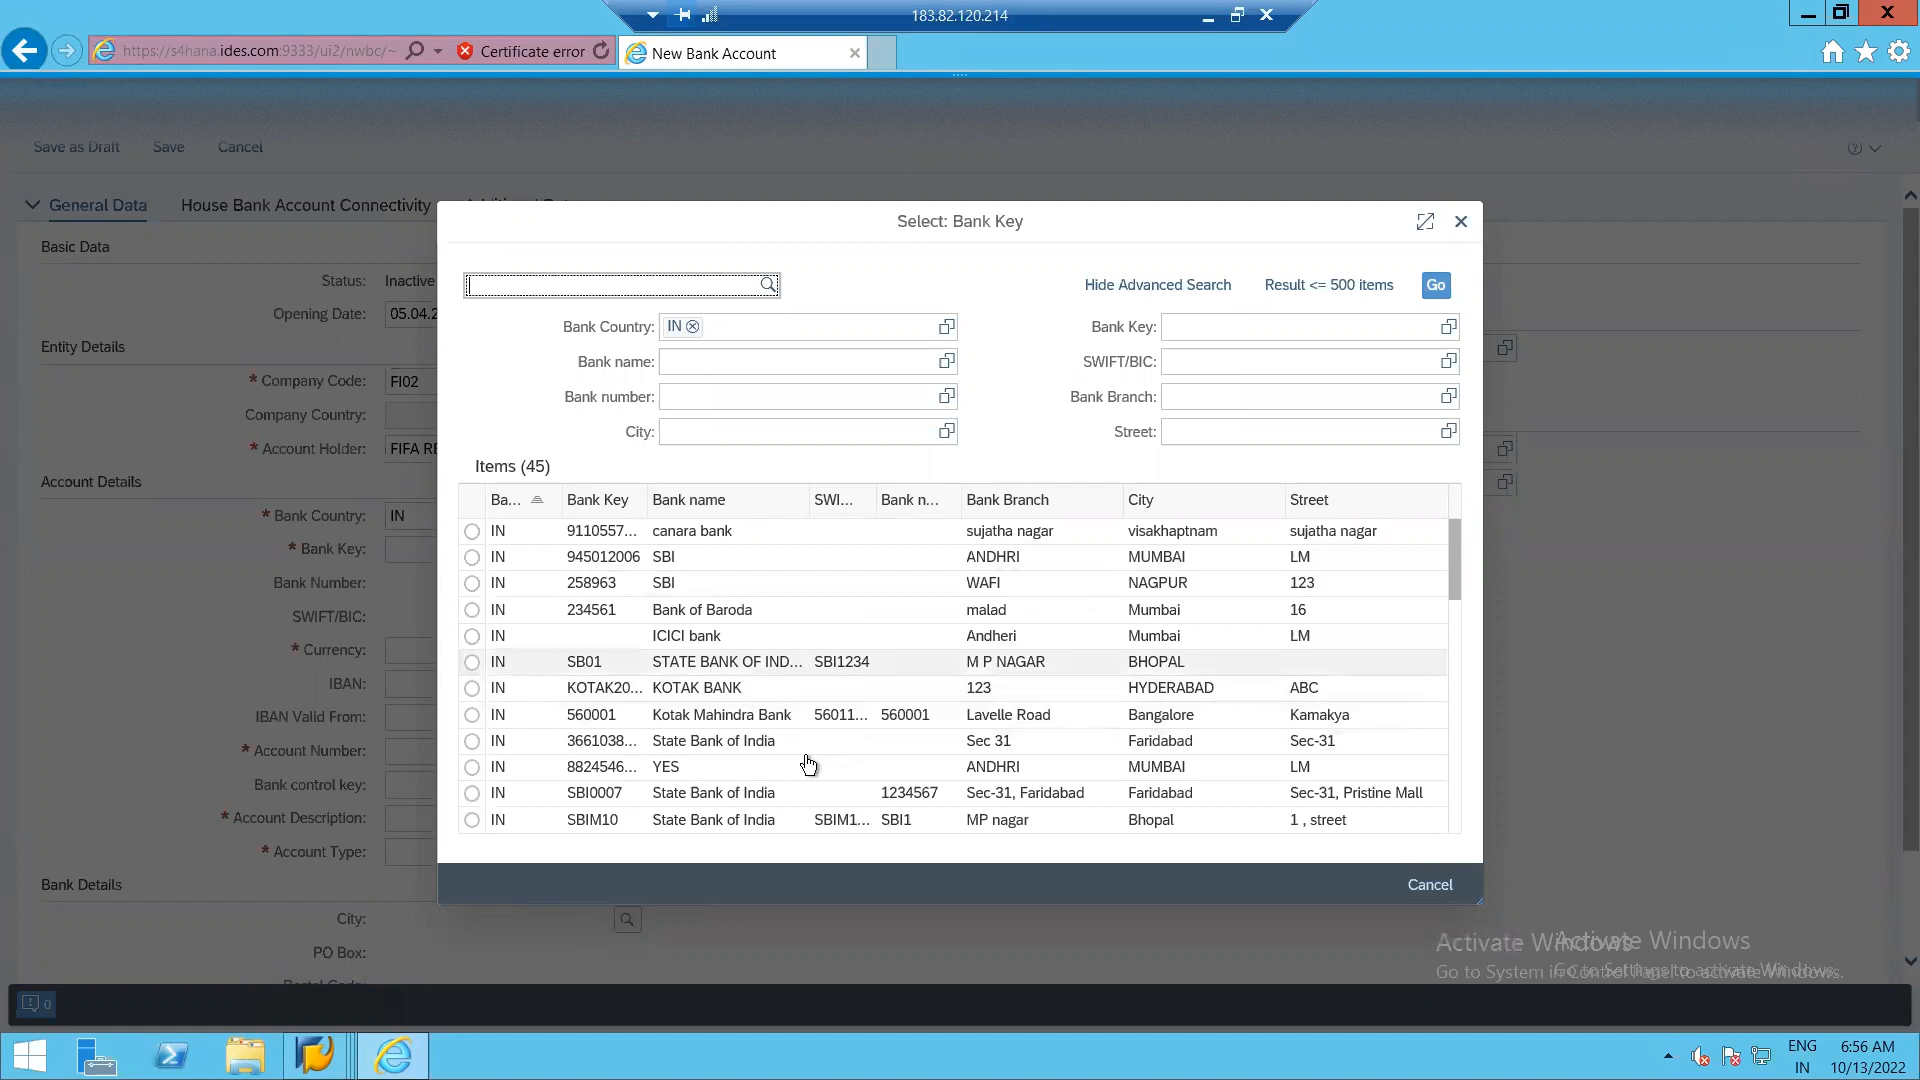 183.82.120.214
https://s4hana.ides.com:9333/ui2/nwbc/~ Certificate error New Bank Account
Save as Draft Save Cancel
General Data House Bank Account Connectivity
Basic Data
Status: Inactive
Opening Date: 05.04.2
Entity Details
* Company Code: FI02
Company Country:
* Account Holder: FIFA RE
Account Details
* Bank Country: IN
* Bank Key:
Bank Number:
SWIFT/BIC:
* Currency:
IBAN:
IBAN Valid From:
* Account Number:
Bank control key:
* Account Description:
* Account Type:
Bank Details
City:
PO Box:
Select: Bank Key
Hide Advanced Search Result <= 500 items Go
Bank Country: IN Bank Key:
Bank name: SWIFT/BIC:
Bank number: Bank Branch:
City: Street:
Items (45)
Ba... Bank Key Bank name SWI... Bank n... Bank Branch City Street
IN 9110557... canara bank sujatha nagar visakhaptnam sujatha nagar
IN 945012006 SBI ANDHRI MUMBAI LM
IN 258963 SBI WAFI NAGPUR 123
IN 234561 Bank of Baroda malad Mumbai 16
IN ICICI bank Andheri Mumbai LM
IN SB01 STATE BANK OF IND... SBI1234 M P NAGAR BHOPAL
IN KOTAK20... KOTAK BANK 123 HYDERABAD ABC
IN 560001 Kotak Mahindra Bank 56011... 560001 Lavelle Road Bangalore Kamakya
IN 3661038... State Bank of India Sec 31 Faridabad Sec-31
IN 8824546... YES ANDHRI MUMBAI LM
IN SBI0007 State Bank of India 1234567 Sec-31, Faridabad Faridabad Sec-31, Pristine Mall
IN SBIM10 State Bank of India SBIM1... SBI1 MP nagar Bhopal 1 , street
Cancel
Activate Windows
Activate Windows
Go to System in Control Panel to activate Windows.
Go to Settings to activate Windows.
0
ENG 6:56 AM
IN 10/13/2022